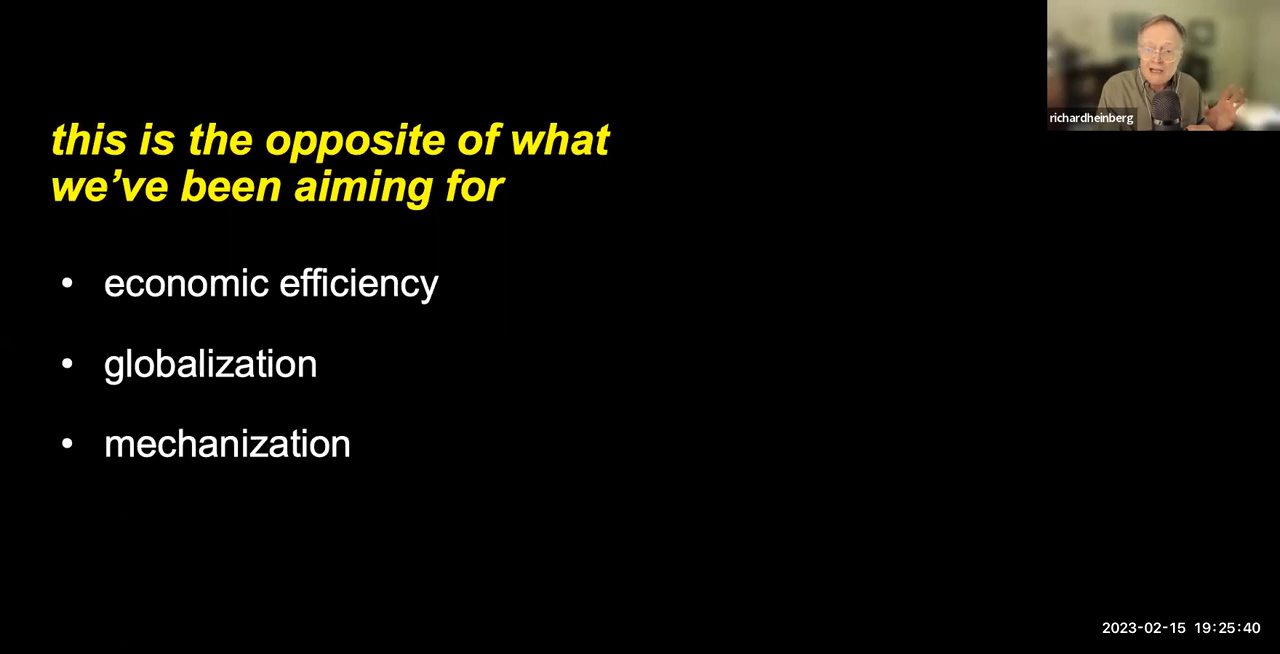 richardheinberg
this is the opposite of what
we’ve been aiming for
• economic efficiency
• globalization
• mechanization
2023-02-15 19:25:40